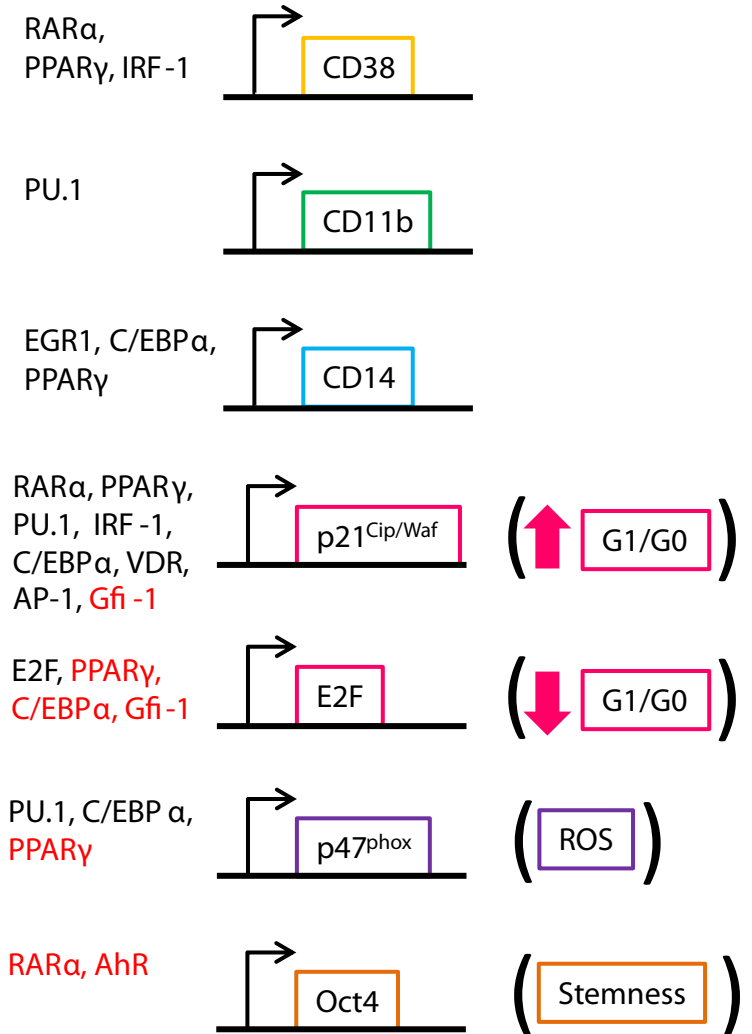 RARα,
PPARγ, IRF-1
CD38
PU.1
CD11b
EGR1, C/EBPα,
PPARγ
CD14
RARα, PPARγ,
PU.1, IRF-1,
C/EBPα, VDR,
AP-1, Gfi-1
p21Cip/Waf
( G1/G0 )
E2F, PPARγ,
C/EBPα, Gfi-1
E2F
( G1/G0 )
PU.1, C/EBP α,
PPARγ
p47phox
( ROS )
RARα, AhR
Oct4
( Stemness )